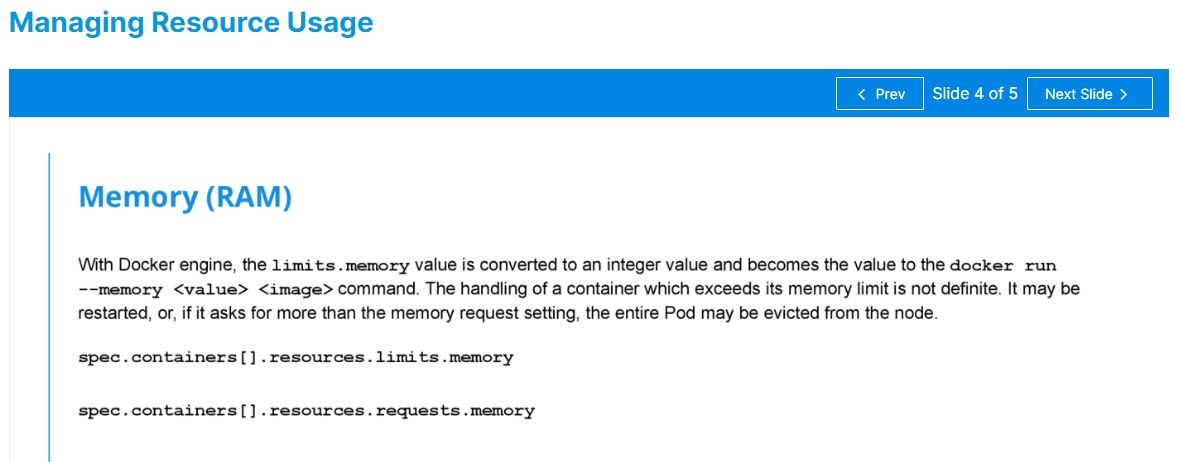 Managing Resource Usage
Prev
Slide 4 of 5
Next Slide
Memory (RAM)
With Docker engine, the limits.memory value is converted to an integer value and becomes the value to the docker run
--memory <value> <image> command. The handling of a container which exceeds its memory limit is not definite. It may be
restarted, or, if it asks for more than the memory request setting, the entire Pod may be evicted from the node.
spec.containers[].resources.limits.memory
spec.containers[].resources.requests.memory